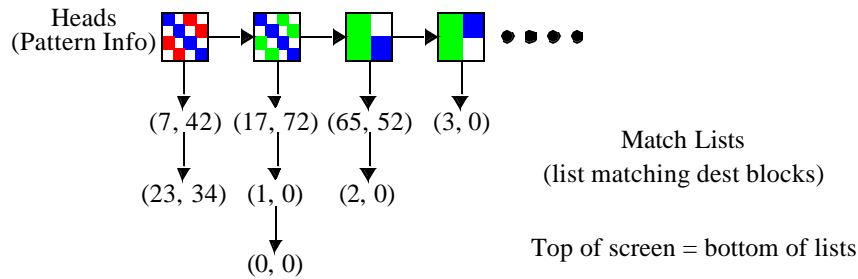 Heads
(Pattern Info)
(7, 42) (17, 72) (65, 52) (3, 0)
Match Lists
(list matching dest blocks)
(23, 34) (1, 0) (2, 0)
Top of screen = bottom of lists
(0, 0)